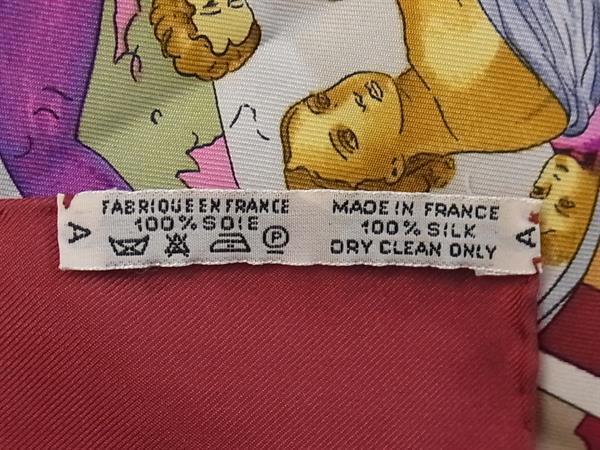 FABRIQUE EN FRANCE
100% SOIE
A
P
MADE IN FRANCE
100% SILK
DRY CLEAN ONLY
A